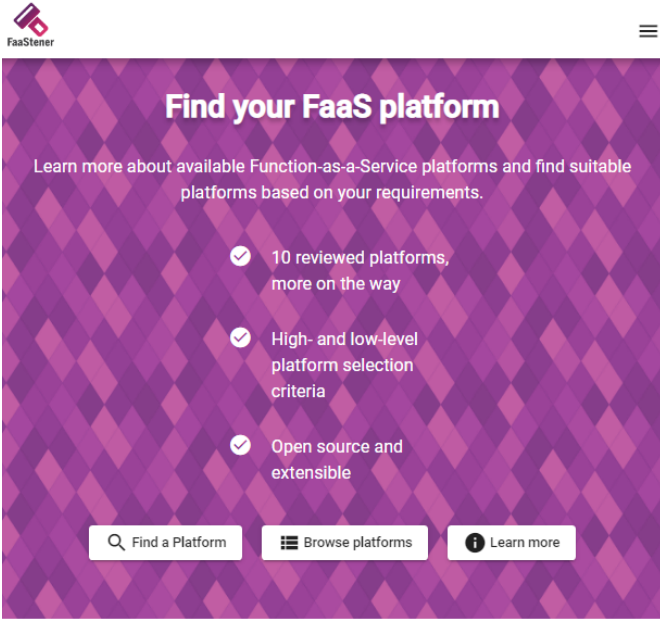 FaaStener
Find your FaaS platform
Learn more about available Function-as-a-Service platforms and find suitable
platforms based on your requirements.
10 reviewed platforms,
more on the way
High- and low-level
platform selection
criteria
Open source and
extensible
Find a Platform
Browse platforms
Learn more